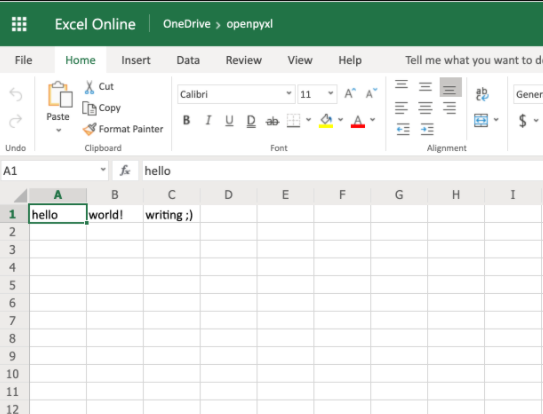 Excel Online OneDrive > openpyxl
File Home Insert Data Review View Help Tell me what you want to d
Cut
Copy
Paste
Format Painter
Calibri 11 A A
B I U D ab A
ab
Gener
$
Undo Clipboard Font Alignment
A1 fx hello
A B C D E F G H I
1 hello world! writing ;)
2
3
4
5
6
7
8
9
10
11
12